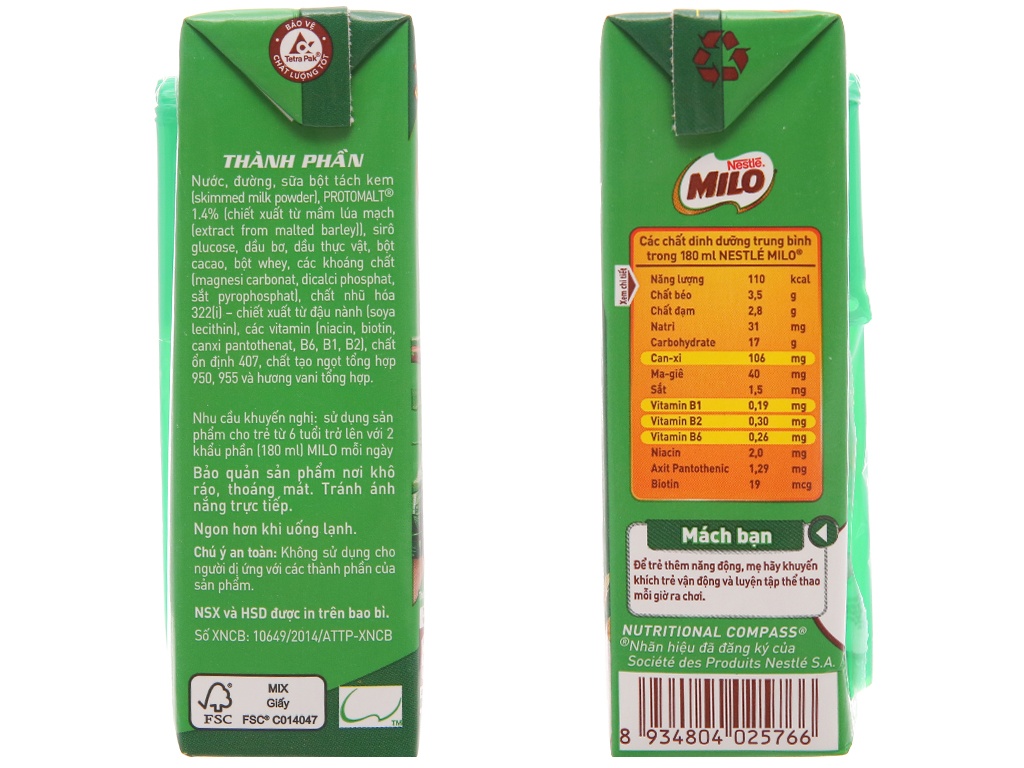 BẢO VỆ
Tetra Pak®
CHẤT LƯỢNG TỐT
THÀNH PHẦN
Nước, đường, sữa bột tách kem
(skimmed milk powder), PROTOMALT®
1.4% (chiết xuất từ mầm lúa mạch
(extract from malted barley)), sirô
glucose, dầu bơ, dầu thực vật, bột
cacao, bột whey, các khoáng chất
(magnesi carbonat, dicalci phosphat,
sắt pyrophosphat), chất nhũ hóa
322(i) – chiết xuất từ đậu nành (soya
lecithin), các vitamin (niacin, biotin,
canxi pantothenat, B6, B1, B2), chất
ổn định 407, chất tạo ngọt tổng hợp
950, 955 và hương vani tổng hợp.
Nhu cầu khuyến nghị: sử dụng sản
phẩm cho trẻ từ 6 tuổi trở lên với 2
khẩu phần (180 ml) MILO mỗi ngày
Bảo quản sản phẩm nơi khô
ráo, thoáng mát. Tránh ánh
nắng trực tiếp.
Ngon hơn khi uống lạnh.
Chú ý an toàn: Không sử dụng cho
người dị ứng với các thành phần của
sản phẩm.
NSX và HSD được in trên bao bì.
Số XNCB: 10649/2014/ATTP-XNCB
FSC
MIX
Giấy
FSC® C014047
TM
Nestlé.
MILO
Các chất dinh dưỡng trung bình
trong 180 ml NESTLÉ MILO®
Xem chi tiết
Năng lượng 110 kcal
Chất béo 3,5 g
Chất đạm 2,8 g
Natri 31 mg
Carbohydrate 17 g
Can-xi 106 mg
Ma-giê 40 mg
Sắt 1,5 mg
Vitamin B1 0,19 mg
Vitamin B2 0,30 mg
Vitamin B6 0,26 mg
Niacin 2,0 mg
Axit Pantothenic 1,29 mg
Biotin 19 mcg
Mách bạn
Để trẻ thêm năng động, mẹ hãy khuyến
khích trẻ vận động và luyện tập thể thao
mỗi giờ ra chơi.
NUTRITIONAL COMPASS®
®Nhãn hiệu đã đăng ký của
Société des Produits Nestlé S.A.
8 934804 025766